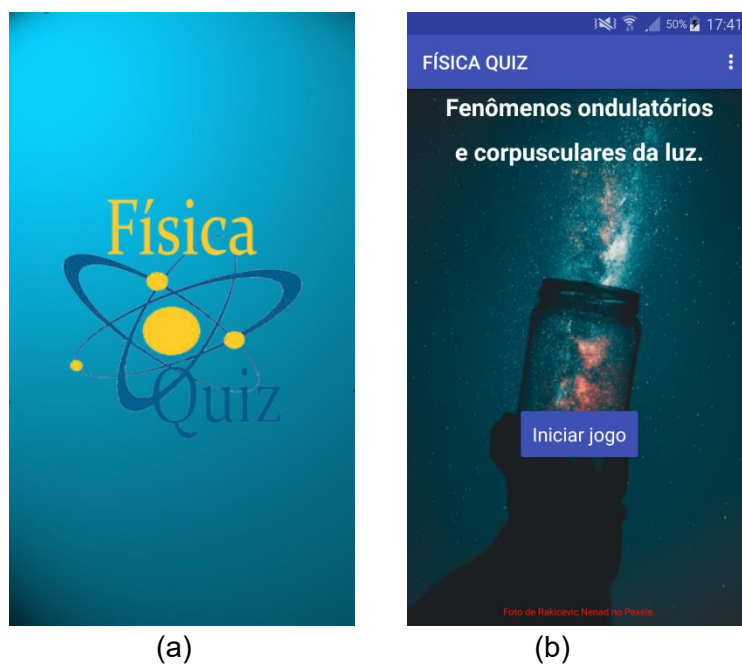 Física
Quiz
(a)
50% 17:41
FÍSICA QUIZ
Fenômenos ondulatórios
e corpusculares da luz.
Iniciar jogo
Foto de Rakicevic Nenad no Pexels.
(b)